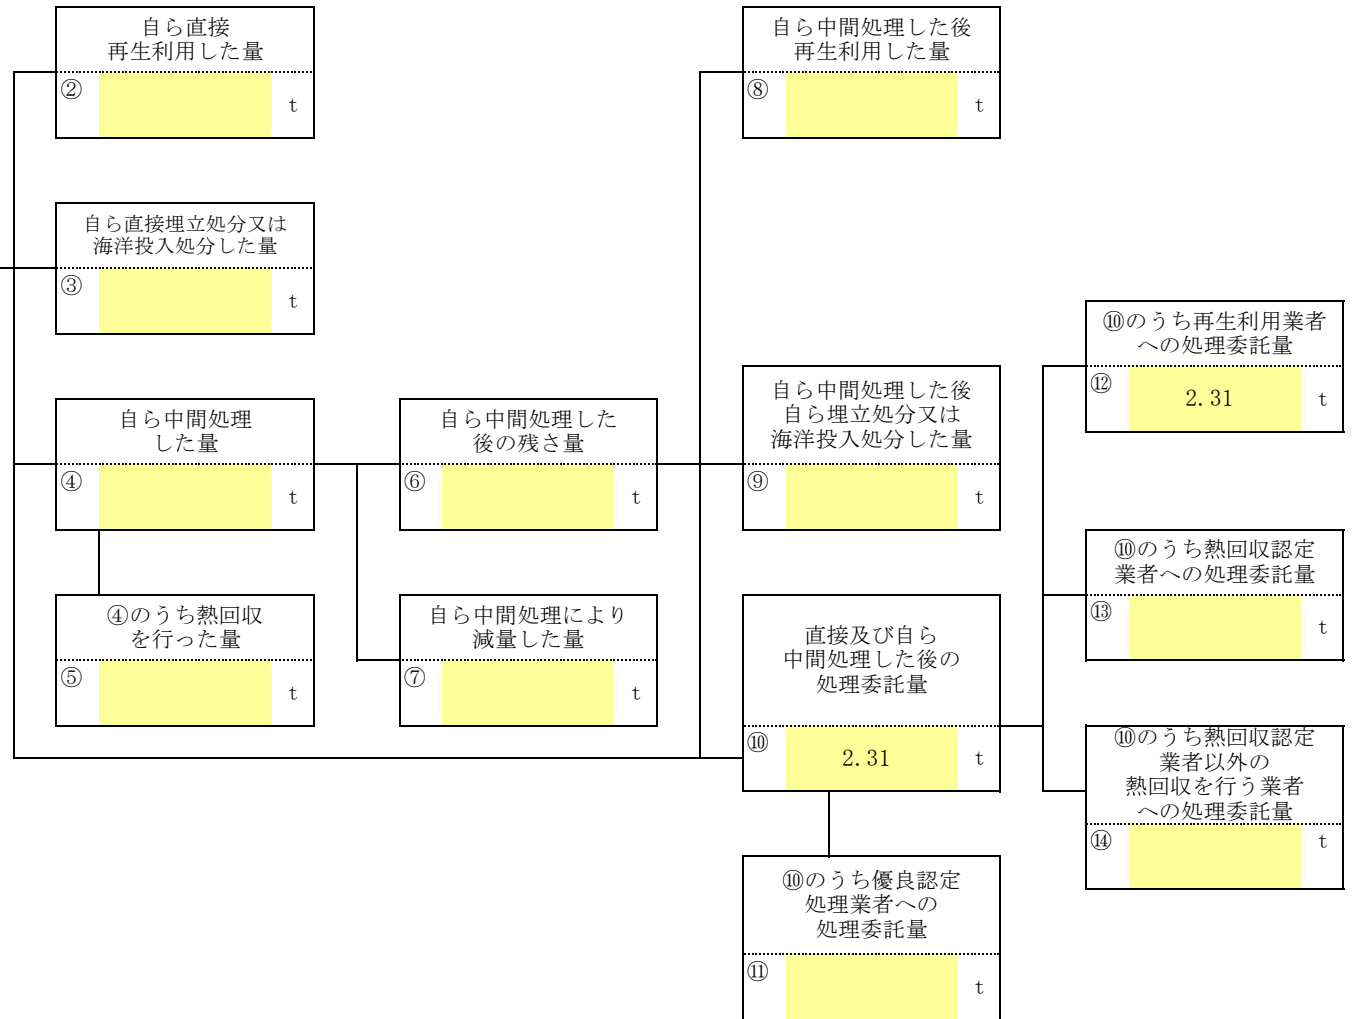 自ら直接
再生利用した量
② t
自ら中間処理した後
再生利用した量
⑧ t
自ら直接埋立処分又は
海洋投入処分した量
③ t
⑩のうち再生利用業者
への処理委託量
⑫ 2.31 t
自ら中間処理した後
自ら埋立処分又は
海洋投入処分した量
⑨ t
自ら中間処理
した量
④ t
自ら中間処理した
後の残さ量
⑥ t
⑩のうち熱回収認定
業者への処理委託量
⑬ t
④のうち熱回収
を行った量
⑤ t
自ら中間処理により
減量した量
⑦ t
直接及び自ら
中間処理した後の
処理委託量
⑩ 2.31 t
⑩のうち熱回収認定
業者以外の
熱回収を行う業者
への処理委託量
⑭ t
⑩のうち優良認定
処理業者への
処理委託量
⑪ t